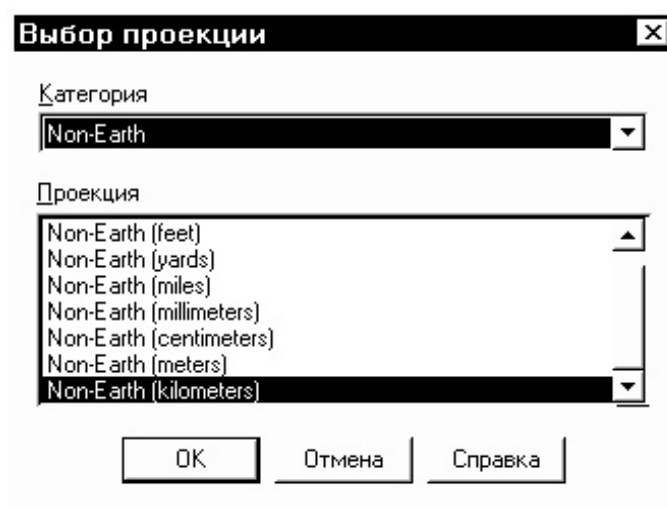 Выбор проекции
Категория
Non-Earth
Проекция
Non-Earth (feet)
Non-Earth (yards)
Non-Earth (miles)
Non-Earth (millimeters)
Non-Earth (centimeters)
Non-Earth (meters)
Non-Earth (kilometers)
OK Отмена Справка